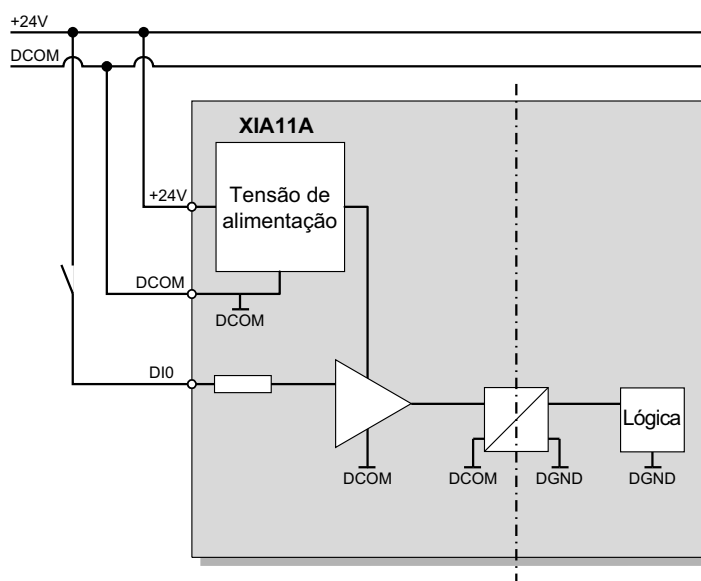 +24V
DCOM
XIA11A
+24V
Tensão de
alimentação
DCOM
DCOM
DI0
Lógica
DCOM
DCOM
DGND
DGND